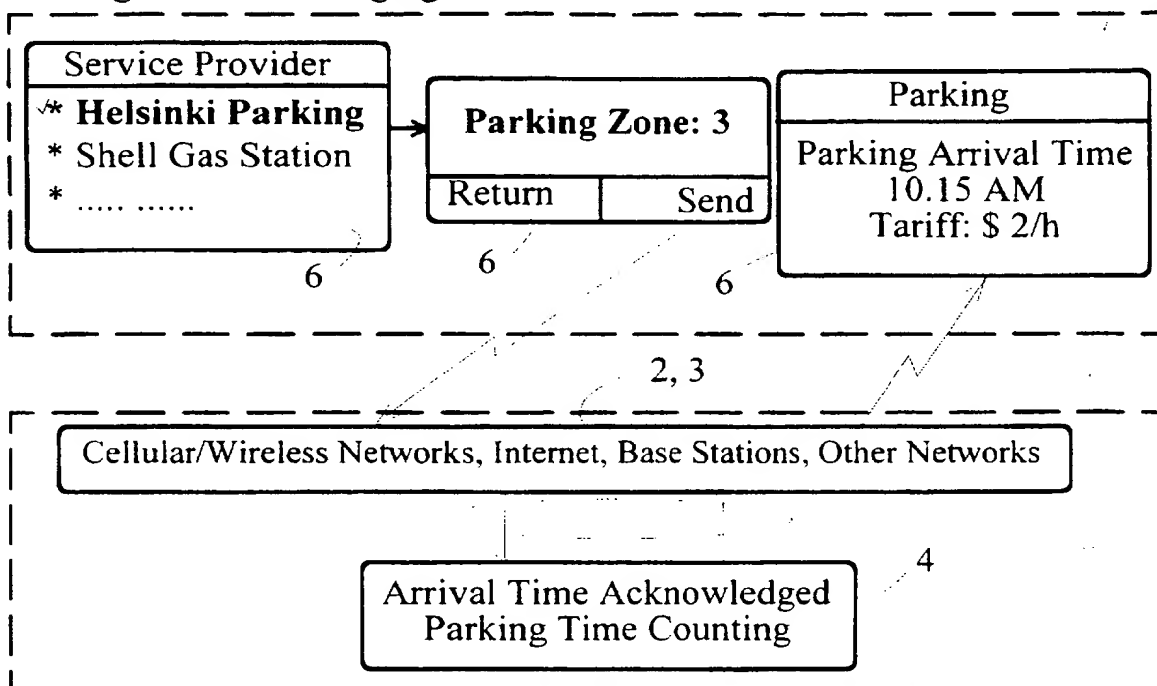 Service Provider
* Helsinki Parking
* Shell Gas Station
* ..... ......
6
Parking Zone: 3
Return
Send
6
Parking
Parking Arrival Time
10.15 AM
Tariff: $ 2/h
6
2, 3
Cellular/Wireless Networks, Internet, Base Stations, Other Networks
4
Arrival Time Acknowledged
Parking Time Counting